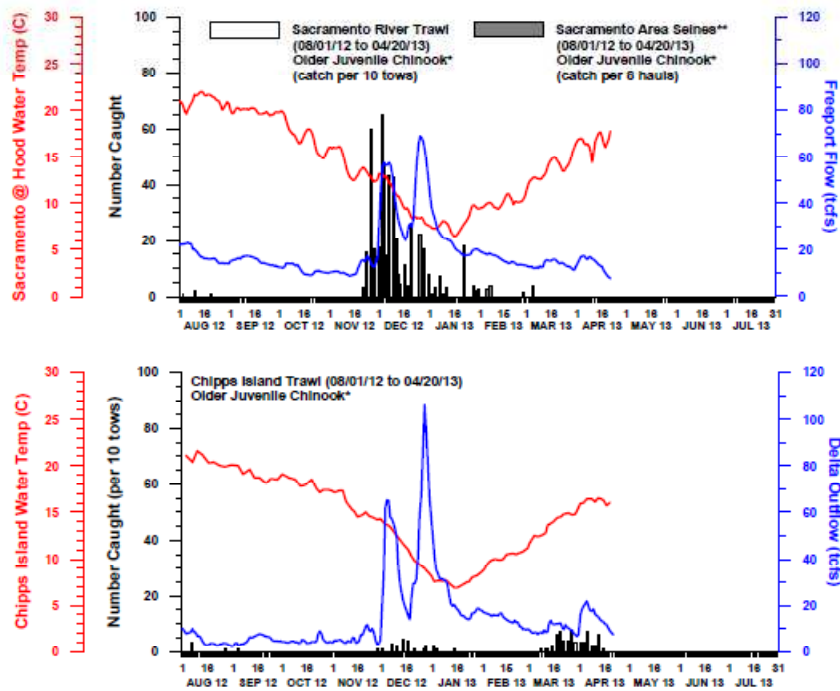 Sacramento River Trawl
(08/01/12 to 04/20/13)
Older Juvenile Chinook*
(catch per 10 tows)
Sacramento Area Seines**
(08/01/12 to 04/20/13)
Older Juvenile Chinook*
(catch per 6 hauls)
Sacramento @ Hood Water Temp (C)
30
25
20
15
10
5
0
Number Caught
100
80
60
40
20
0
Freeport Flow (tcfs)
120
100
80
60
40
20
0
1 16 1 16 1 16 1 16 1 16 1 16 1 16 1 16 1 16 1 16 1 16 1 16 31
AUG 12 SEP 12 OCT 12 NOV 12 DEC 12 JAN 13 FEB 13 MAR 13 APR 13 MAY 13 JUN 13 JUL 13
Chipps Island Trawl (08/01/12 to 04/20/13)
Older Juvenile Chinook*
Chipps Island Water Temp (C)
30
25
20
15
10
5
0
Number Caught (per 10 tows)
100
80
60
40
20
0
Delta Outflow (tcfs)
120
100
80
60
40
20
0
1 16 1 16 1 16 1 16 1 16 1 16 1 15 1 16 1 16 1 16 1 16 1 16 31
AUG 12 SEP 12 OCT 12 NOV 12 DEC 12 JAN 13 FEB 13 MAR 13 APR 13 MAY 13 JUN 13 JUL 13